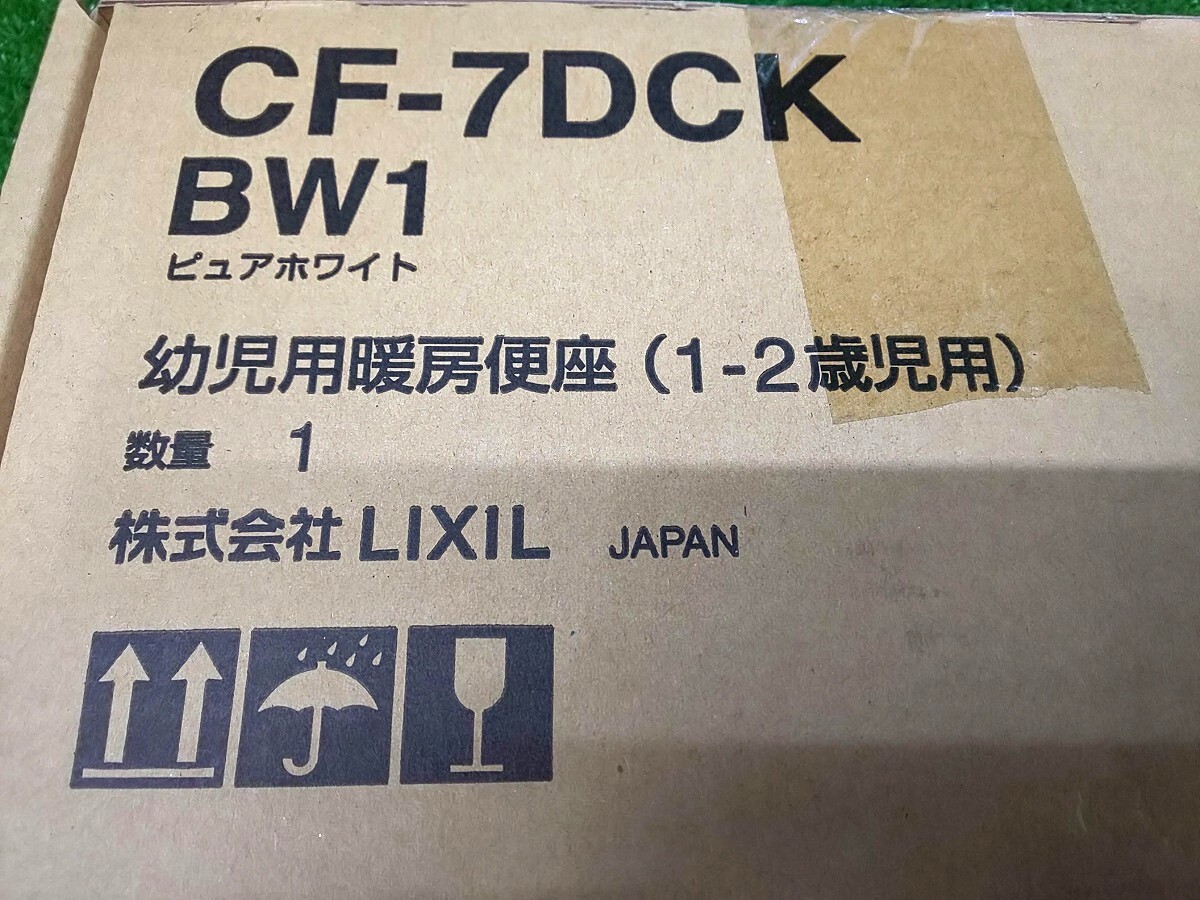 CF-7DCK
BW1
ピュアホワイト
幼児用暖房便座（1-2歳児用）
数量 1
株式会社 LIXIL JAPAN